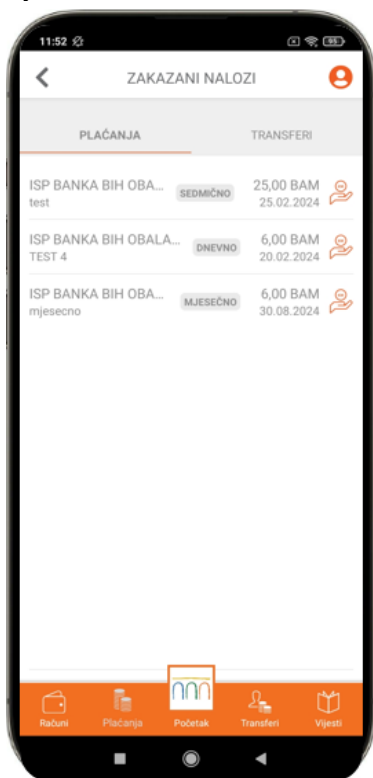 11:52
95
ZAKAZANI NALOZI
PLAĆANJA
TRANSFERI
ISP BANKA BIH OBA...
SEDMIČNO
25,00 BAM
test
25.02.2024
ISP BANKA BIH OBALA...
DNEVNO
6,00 BAM
TEST 4
20.02.2024
ISP BANKA BIH OBA...
MJESEČNO
6,00 BAM
mjesecno
30.08.2024
Računi
Plaćanja
Početak
Transferi
Vijesti